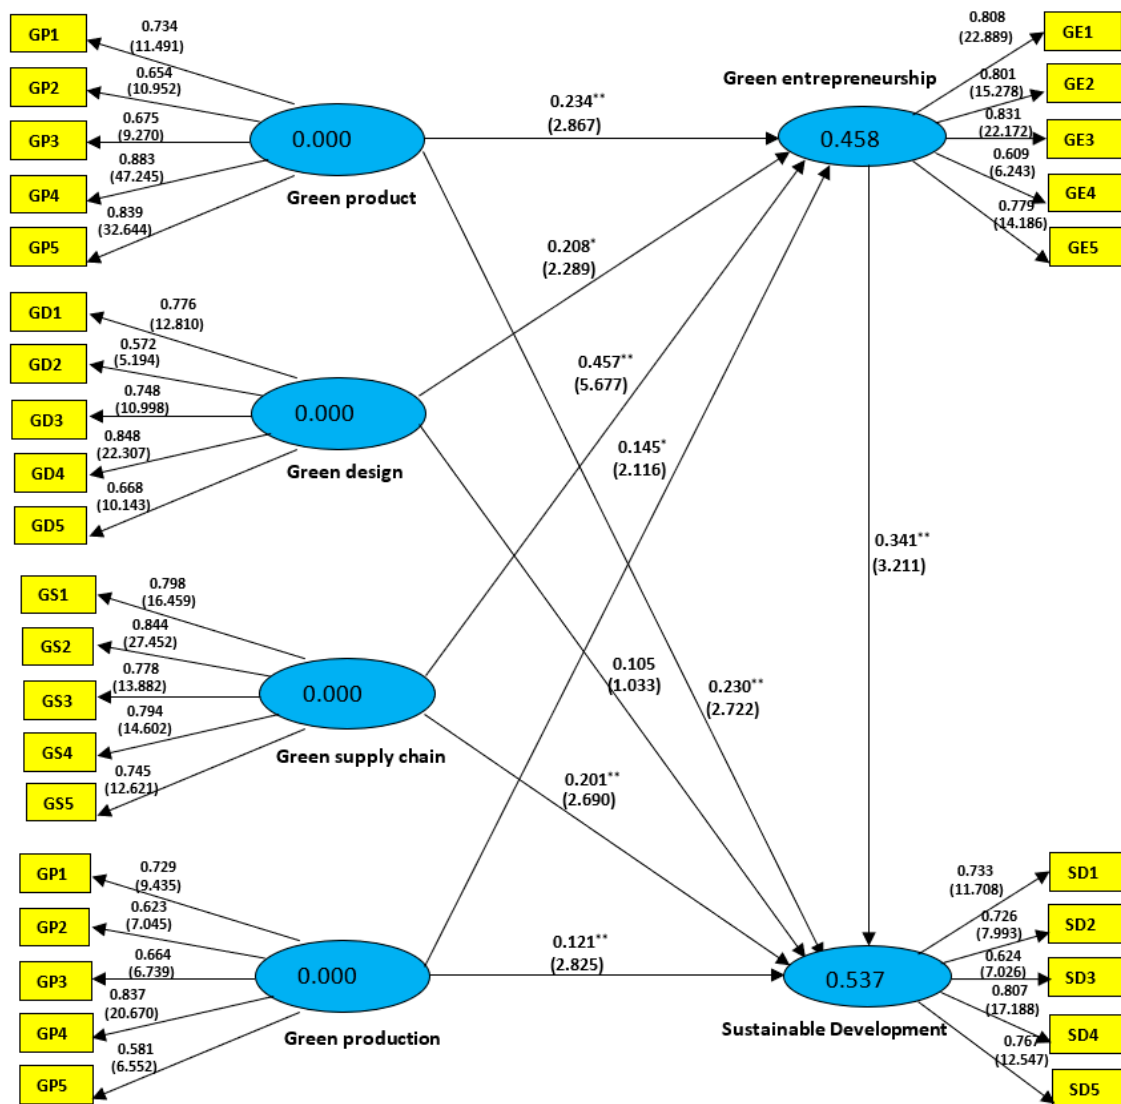 GP1
0.734
(11.491)
GP2
0.654
(10.952)
GP3
0.675
(9.270)
GP4
0.883
(47.245)
GP5
0.839
(32.644)
0.000
Green product
0.234**
(2.867)
Green entrepreneurship
0.458
0.808
(22.889)
GE1
0.801
(15.278)
GE2
0.831
(22.172)
GE3
0.609
(6.243)
GE4
0.779
(14.186)
GE5
0.208*
(2.289)
GD1
0.776
(12.810)
GD2
0.572
(5.194)
GD3
0.748
(10.998)
GD4
0.848
(22.307)
GD5
0.668
(10.143)
0.000
Green design
0.457**
(5.677)
0.145*
(2.116)
0.341**
(3.211)
GS1
0.798
(16.459)
GS2
0.844
(27.452)
GS3
0.778
(13.882)
GS4
0.794
(14.602)
GS5
0.745
(12.621)
0.000
Green supply chain
0.105
(1.033)
0.230**
(2.722)
0.201**
(2.690)
GP1
0.729
(9.435)
GP2
0.623
(7.045)
GP3
0.664
(6.739)
GP4
0.837
(20.670)
GP5
0.581
(6.552)
0.000
Green production
0.121**
(2.825)
0.537
Sustainable Development
0.733
(11.708)
SD1
0.726
(7.993)
SD2
0.624
(7.026)
SD3
0.807
(17.188)
SD4
0.767
(12.547)
SD5